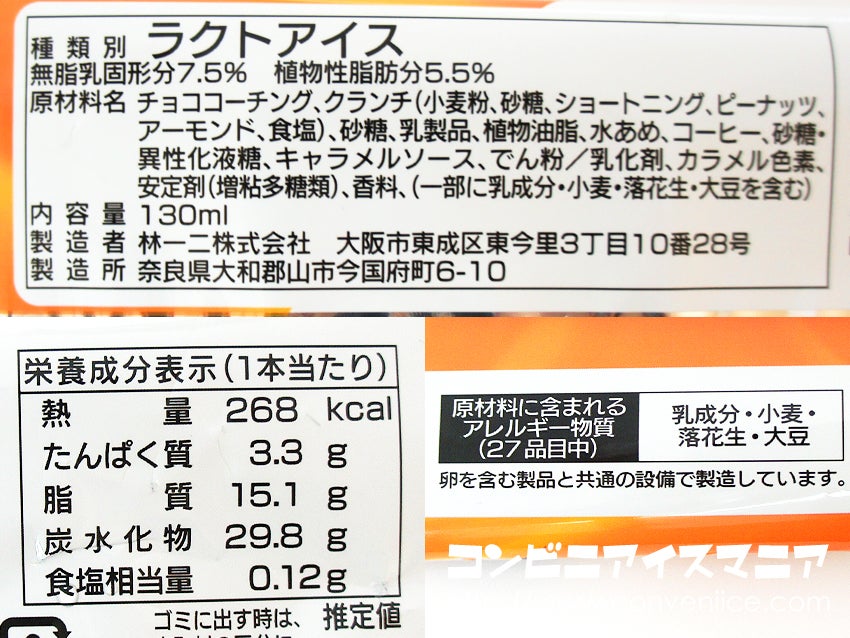 種類別 ラクトアイス
無脂乳固形分7.5% 植物性脂肪分5.5%
原材料名 チョココーチング、クランチ(小麦粉、砂糖、ショートニング、ピーナッツ、
アーモンド、食塩)、砂糖、乳製品、植物油脂、水あめ、コーヒー、砂糖・
異性化液糖、キャラメルソース、でん粉/乳化剤、カラメル色素、
安定剤(増粘多糖類)、香料、(一部に乳成分・小麦・落花生・大豆を含む)
内容量 130ml
製造者 林一二株式会社 大阪市東成区東今里3丁目10番28号
製造所 奈良県大和郡山市今国府町6-10
栄養成分表示(1本当たり)
熱量 268 kcal
たんぱく質 3.3 g
脂質 15.1 g
炭水化物 29.8 g
食塩相当量 0.12g
推定値
ゴミに出す時は、
原材料に含まれる
アレルギー物質
(27品目中)
乳成分・小麦・
落花生・大豆
卵を含む製品と共通の設備で製造しています。
コンビニアイスマニア